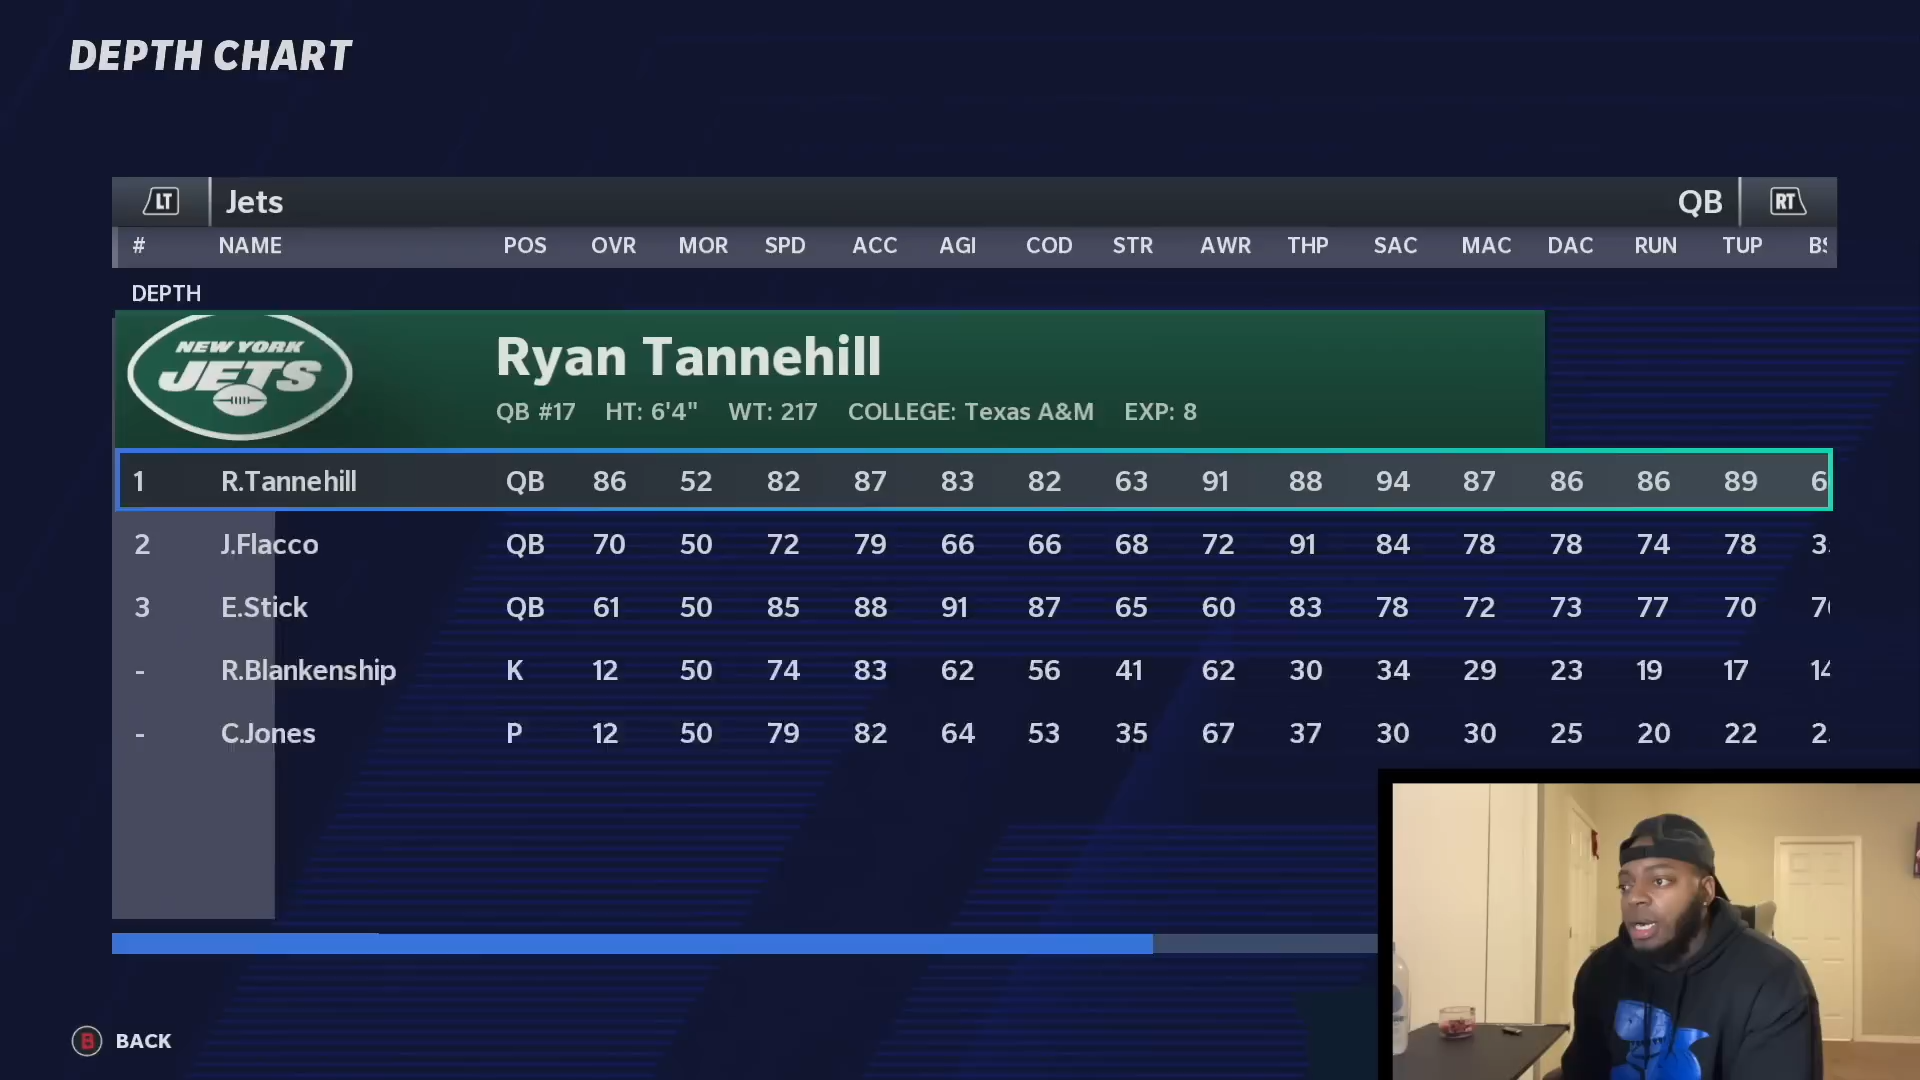 DEPTH CHART
LT Jets QB RT
# NAME POS OVR MOR SPD ACC AGI COD STR AWR THP SAC MAC DAC RUN TUP
DEPTH
NEW YORK
JETS
Ryan Tannehill
QB #17 HT: 6'4" WT: 217 COLLEGE: Texas A&M EXP: 8
1 R.Tannehill QB 86 52 82 87 83 82 63 91 88 94 87 86 86 89
2 J.Flacco QB 70 50 72 79 66 66 68 72 91 84 78 78 74 78
3 E.Stick QB 61 50 85 88 91 87 65 60 83 78 72 73 77 70
- R.Blankenship K 12 50 74 83 62 56 41 62 30 34 29 23 19 17
- C.Jones P 12 50 79 82 64 53 35 67 37 30 30 25 20 22
B BACK